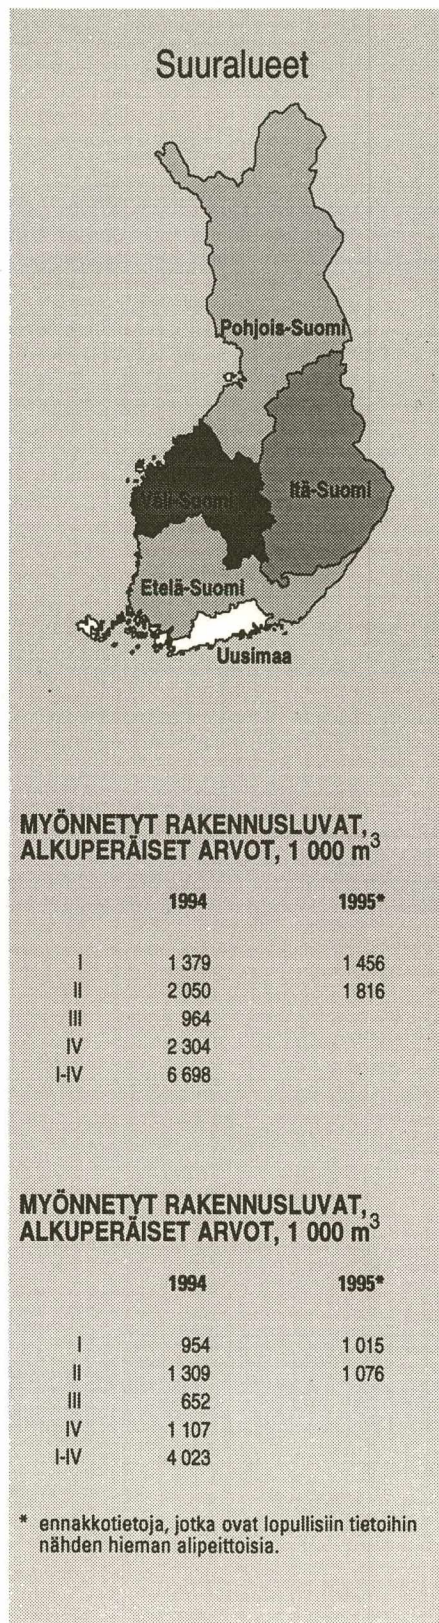 Suuralueet
Pohjois-Suomi
Itä-Suomi
Väli-Suomi
Etelä-Suomi
Uusimaa
MYÖNNETYT RAKENNUSLUVAT,
ALKUPERÄISET ARVOT, 1 000 m³
1994 1995*
I 1 379 1 456
II 2 050 1 816
III 964
IV 2 304
I-IV 6 698
MYÖNNETYT RAKENNUSLUVAT,
ALKUPERÄISET ARVOT, 1 000 m³
1994 1995*
I 954 1 015
II 1 309 1 076
III 652
IV 1 107
I-IV 4 023
* ennakkotietoja, jotka ovat lopullisiin tietoihin
nähden hieman alipeittoisia.